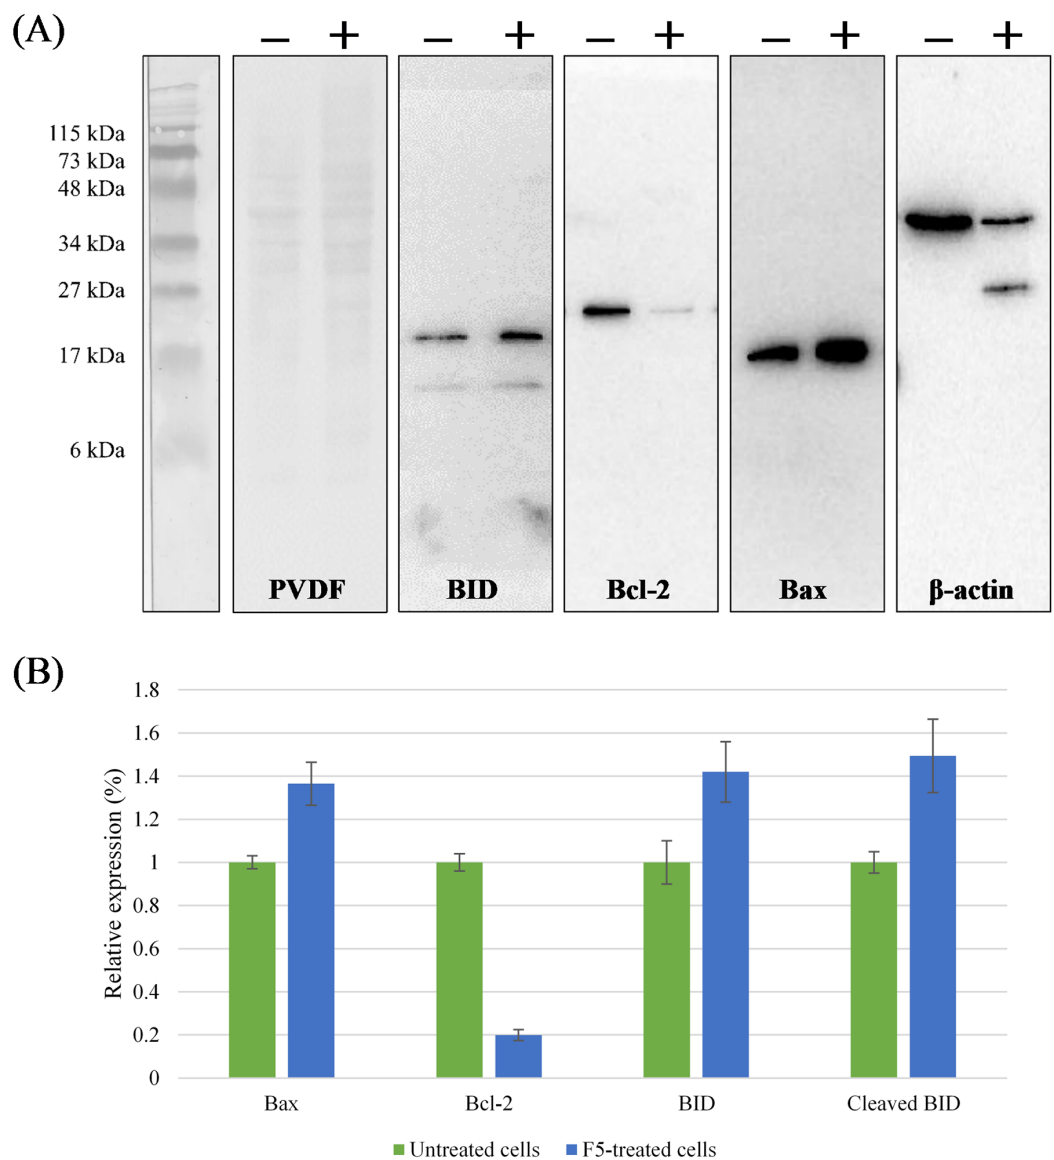 (A)
− + − + − + − + − +
115 kDa
73 kDa
48 kDa
34 kDa
27 kDa
17 kDa
6 kDa
PVDF BID Bcl-2 Bax β-actin
(B)
1.8
1.6
1.4
1.2
1
0.8
0.6
0.4
0.2
0
Relative expression (%)
Bax Bcl-2 BID Cleaved BID
Untreated cells F5-treated cells